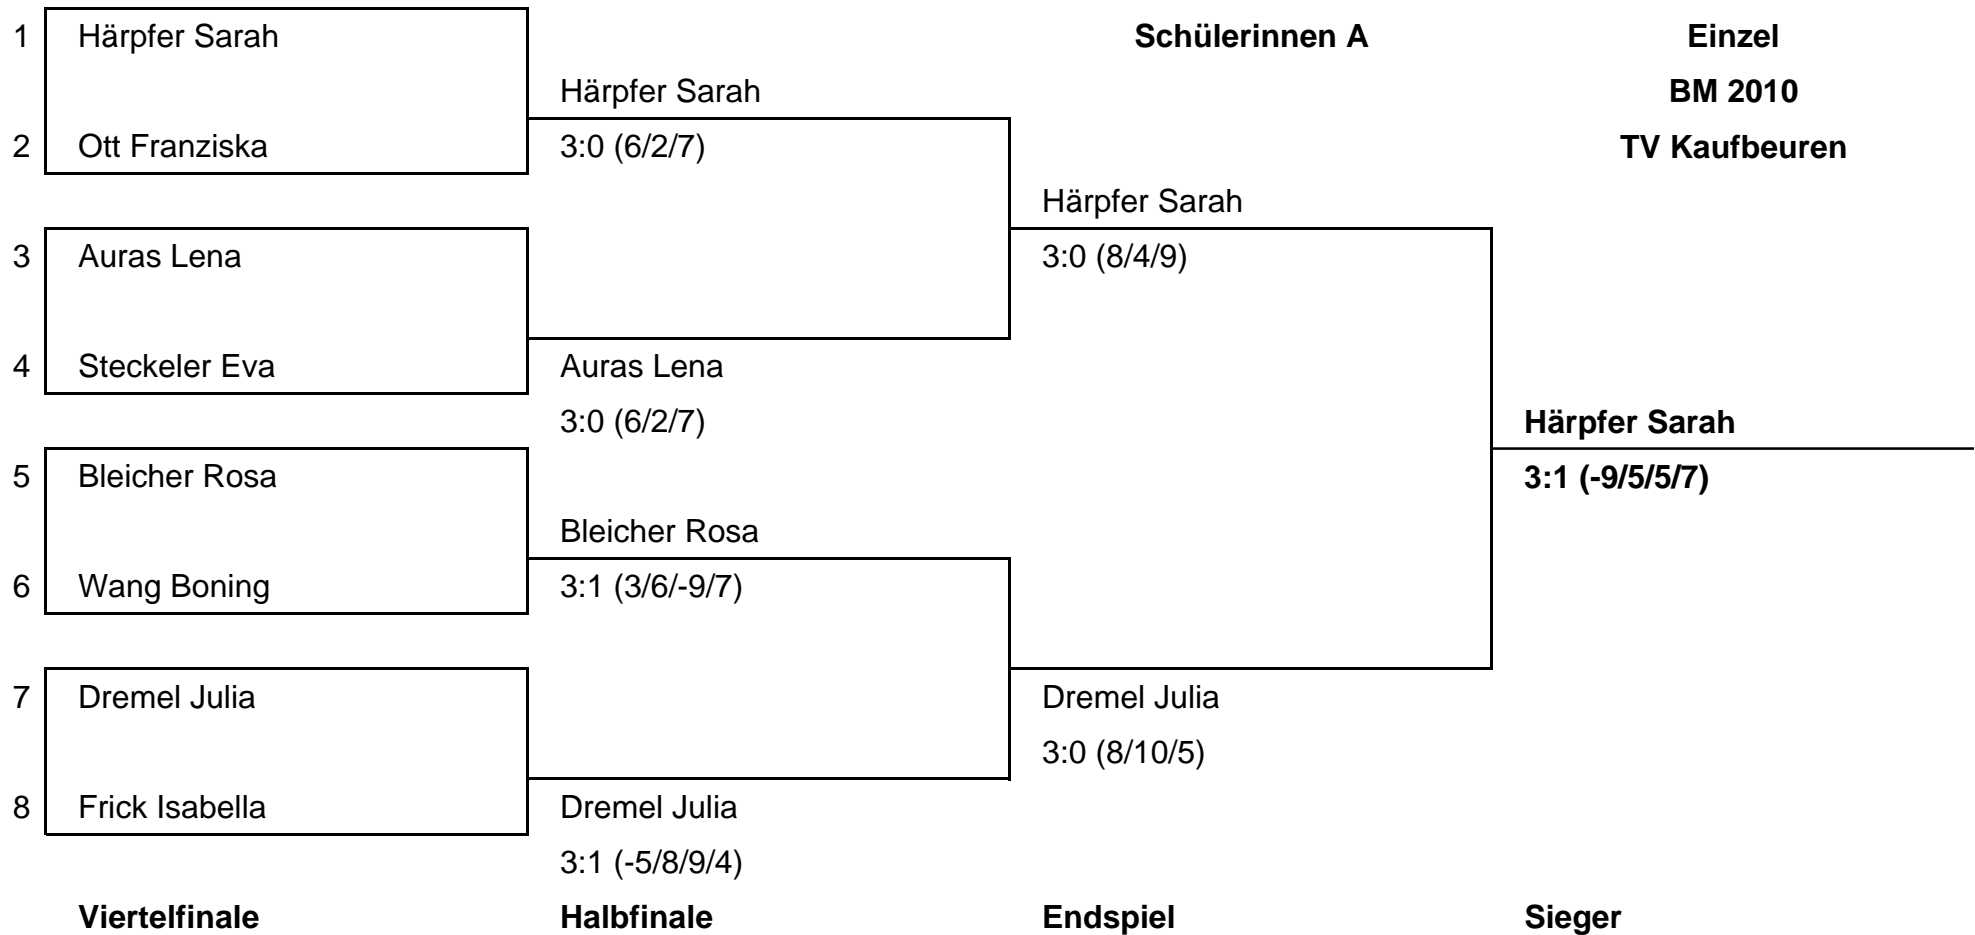 1 Härpfer Sarah Schülerinnen A Einzel
Härpfer Sarah BM 2010
2 Ott Franziska 3:0 (6/2/7) TV Kaufbeuren
Härpfer Sarah
3 Auras Lena 3:0 (8/4/9)
4 Steckeler Eva Auras Lena
3:0 (6/2/7) Härpfer Sarah
5 Bleicher Rosa 3:1 (-9/5/5/7)
Bleicher Rosa
6 Wang Boning 3:1 (3/6/-9/7)
7 Dremel Julia Dremel Julia
3:0 (8/10/5)
8 Frick Isabella Dremel Julia
3:1 (-5/8/9/4)
Viertelfinale Halbfinale Endspiel Sieger